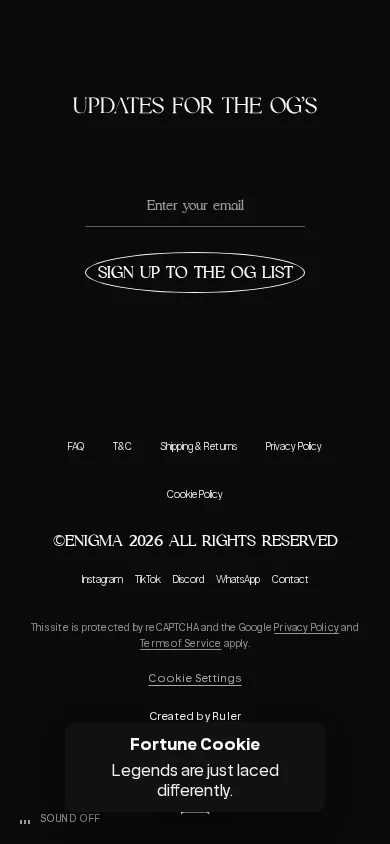 UPDATES FOR THE OG'S
Enter your email
SIGN UP TO THE OG LIST
FAQ T&C Shipping & Returns Privacy Policy
Cookie Policy
©ENIGMA 2026 ALL RIGHTS RESERVED
Instagram TikTok Discord WhatsApp Contact
This site is protected by reCAPTCHA and the Google Privacy Policy and
Terms of Service apply.
Cookie Settings
Created by Ruler
Fortune Cookie
Legends are just laced
differently.
SOUND OFF